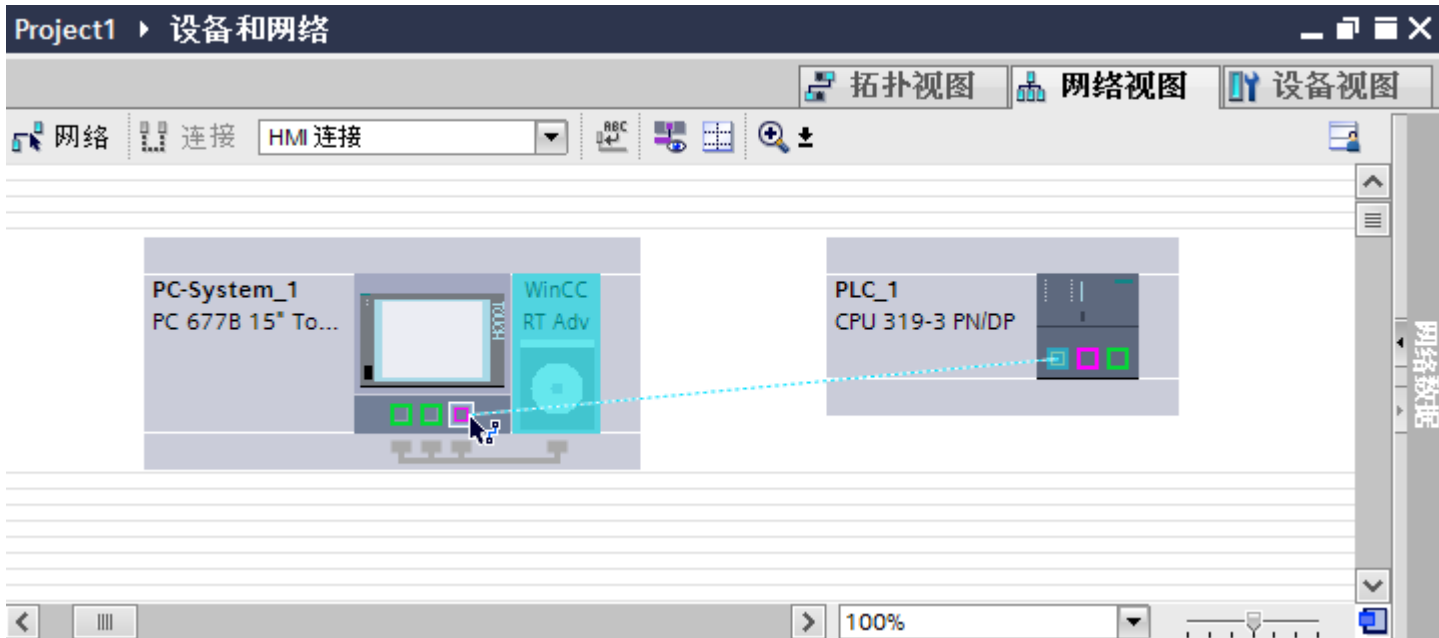 Project1 ▸ 设备和网络
拓扑视图 网络视图 设备视图
网络 连接 HMI 连接
PC-System_1
PC 677B 15" To...
TOUCH
WinCC
RT Adv
PLC_1
CPU 319-3 PN/DP
网络数据
100%